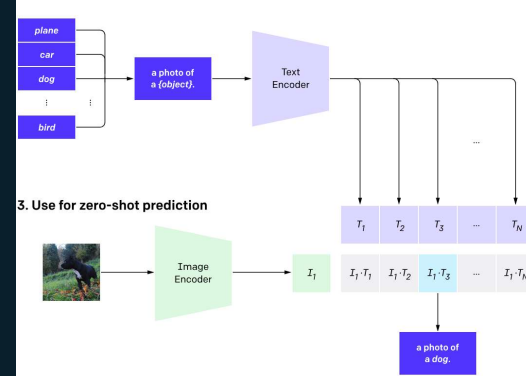 plane
car
dog
⋮ ⋮
bird
a photo of
a {object}.
Text
Encoder
...
3. Use for zero-shot prediction
T1 T2 T3 ... TN
Image
Encoder
I1
I1·T1 I1·T2 I1·T3 ... I1·TN
a photo of
a dog.